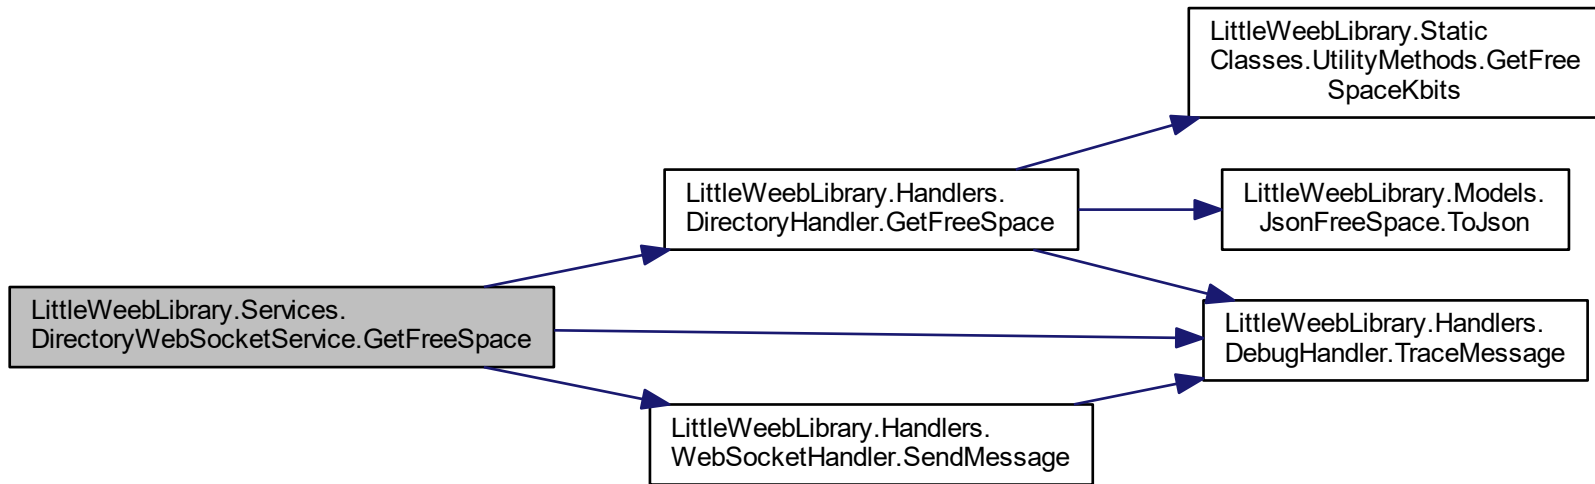 LittleWeebLibrary.Static
Classes.UtilityMethods.GetFree
SpaceKbits
LittleWeebLibrary.Handlers.
DirectoryHandler.GetFreeSpace
LittleWeebLibrary.Models.
JsonFreeSpace.ToJson
LittleWeebLibrary.Services.
DirectoryWebSocketService.GetFreeSpace
LittleWeebLibrary.Handlers.
DebugHandler.TraceMessage
LittleWeebLibrary.Handlers.
WebSocketHandler.SendMessage